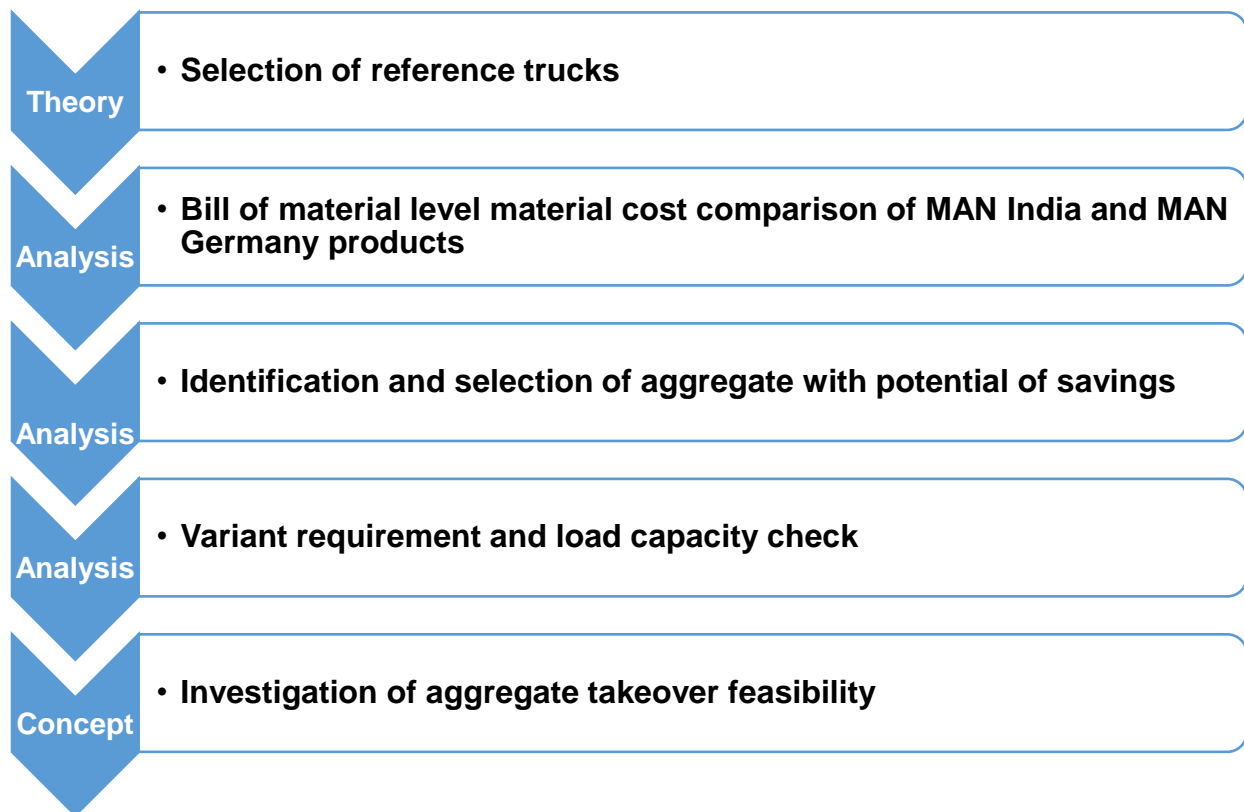 Theory
• Selection of reference trucks
Analysis
• Bill of material level material cost comparison of MAN India and MAN
Germany products
Analysis
• Identification and selection of aggregate with potential of savings
Analysis
• Variant requirement and load capacity check
Concept
• Investigation of aggregate takeover feasibility